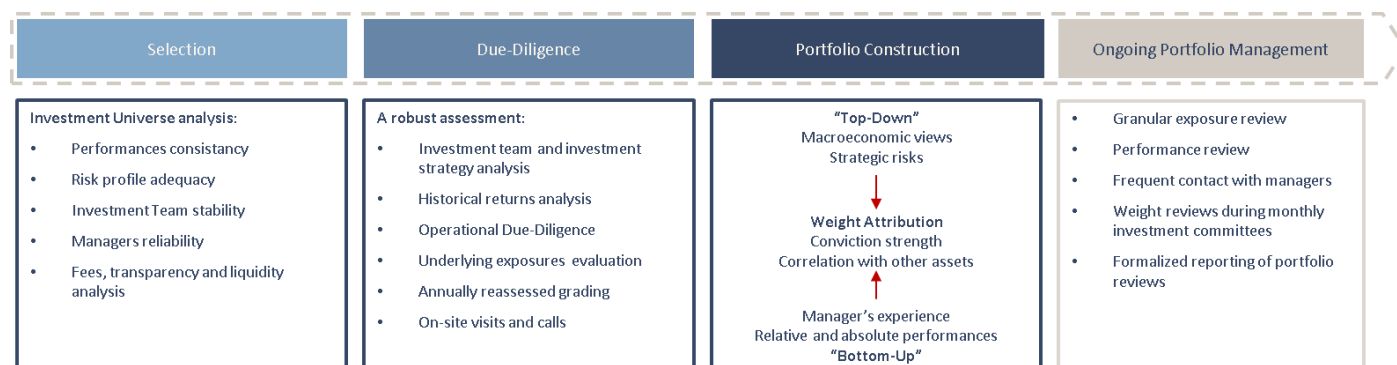 Selection
Due-Diligence
Portfolio Construction
Ongoing Portfolio Management
Investment Universe analysis:
• Performances consistancy
• Risk profile adequacy
• Investment Team stability
• Managers reliability
• Fees, transparency and liquidity
analysis
A robust assessment:
• Investment team and investment
strategy analysis
• Historical returns analysis
• Operational Due-Diligence
• Underlying exposures evaluation
• Annually reassessed grading
• On-site visits and calls
"Top-Down"
Macroeconomic views
Strategic risks
Weight Attribution
Conviction strength
Correlation with other assets
Manager's experience
Relative and absolute performances
"Bottom-Up"
• Granular exposure review
• Performance review
• Frequent contact with managers
• Weight reviews during monthly
investment committees
• Formalized reporting of portfolio
reviews